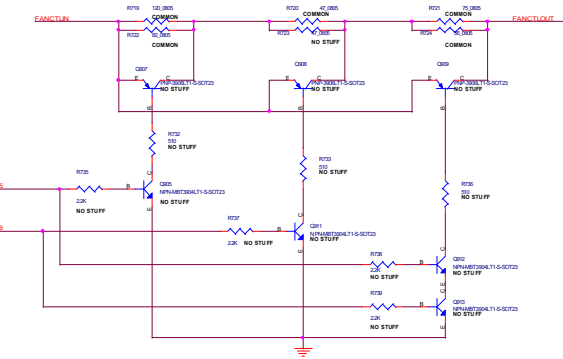 R719 120_0805
COMMON
R722 62_0805
COMMON
FANCTLIN
R720 47_0805
COMMON
R723 47_0805
NO STUFF
R721 75_0805
COMMON
R724 56_0805
COMMON
FANCTLOUT
Q907
E C
PNP-3906LT1-S-SOT23
NO STUFF
B
Q908
E C
PNP-3906LT1-S-SOT23
NO STUFF
B
Q909
E C
PNP-3906LT1-S-SOT23
NO STUFF
B
R732
510
NO STUFF
R733
510
NO STUFF
R736
510
NO STUFF
R735
2.2K
NO STUFF
B
C
E
Q905
NPN-MBT3904LT1-S-SOT23
NO STUFF
R737
2.2K NO STUFF
B
C
E
Q911
NPN-MBT3904LT1-S-SOT23
NO STUFF
R738
2.2K
NO STUFF
B
C
E
Q912
NPN-MBT3904LT1-S-SOT23
NO STUFF
R739
2.2K
NO STUFF
B
C
E
Q913
NPN-MBT3904LT1-S-SOT23
NO STUFF